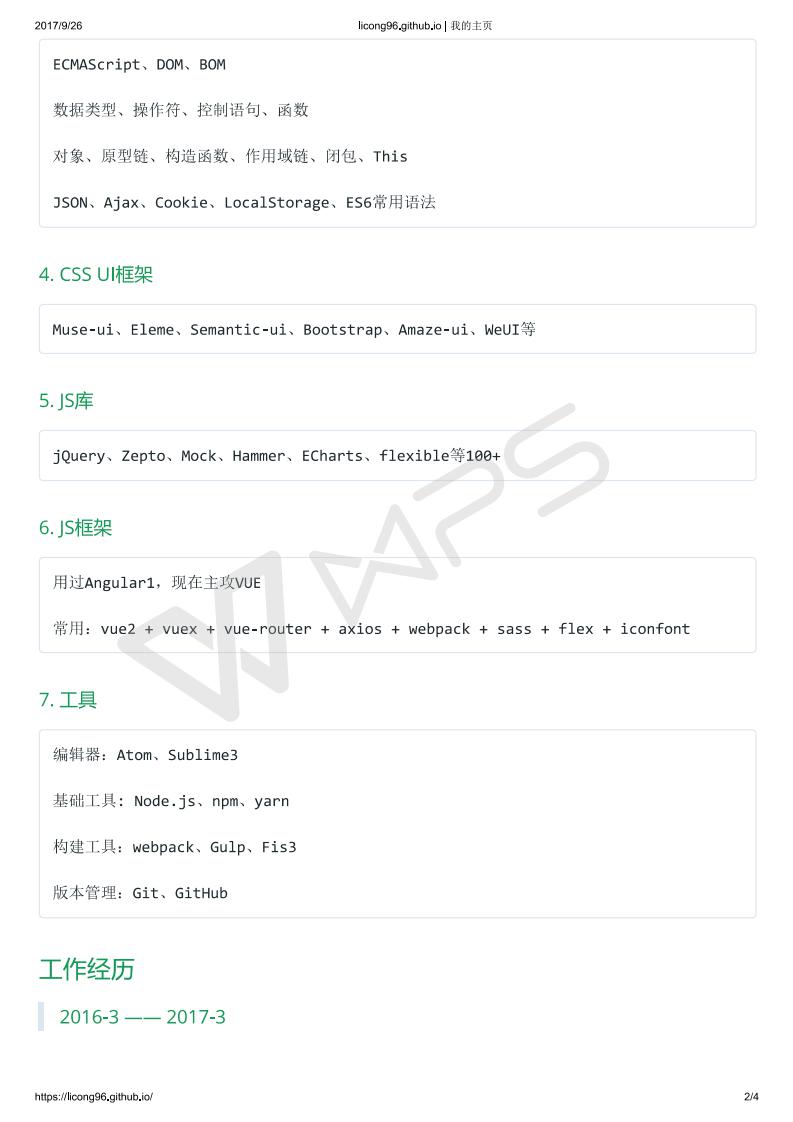 2017/9/26 licong96.github.io | 我的主页
ECMAScript、DOM、BOM
数据类型、操作符、控制语句、函数
对象、原型链、构造函数、作用域链、闭包、This
JSON、Ajax、Cookie、LocalStorage、ES6常用语法
4. CSS UI框架
Muse-ui、Eleme、Semantic-ui、Bootstrap、Amaze-ui、WeUI等
5. JS库
jQuery、Zepto、Mock、Hammer、ECharts、flexible等100+
6. JS框架
用过Angular1，现在主攻VUE
常用：vue2 + vuex + vue-router + axios + webpack + sass + flex + iconfont
WPS
7. 工具
编辑器：Atom、Sublime3
基础工具: Node.js、npm、yarn
构建工具：webpack、Gulp、Fis3
版本管理：Git、GitHub
工作经历
2016-3 —— 2017-3
https://licong96.github.io/ 2/4